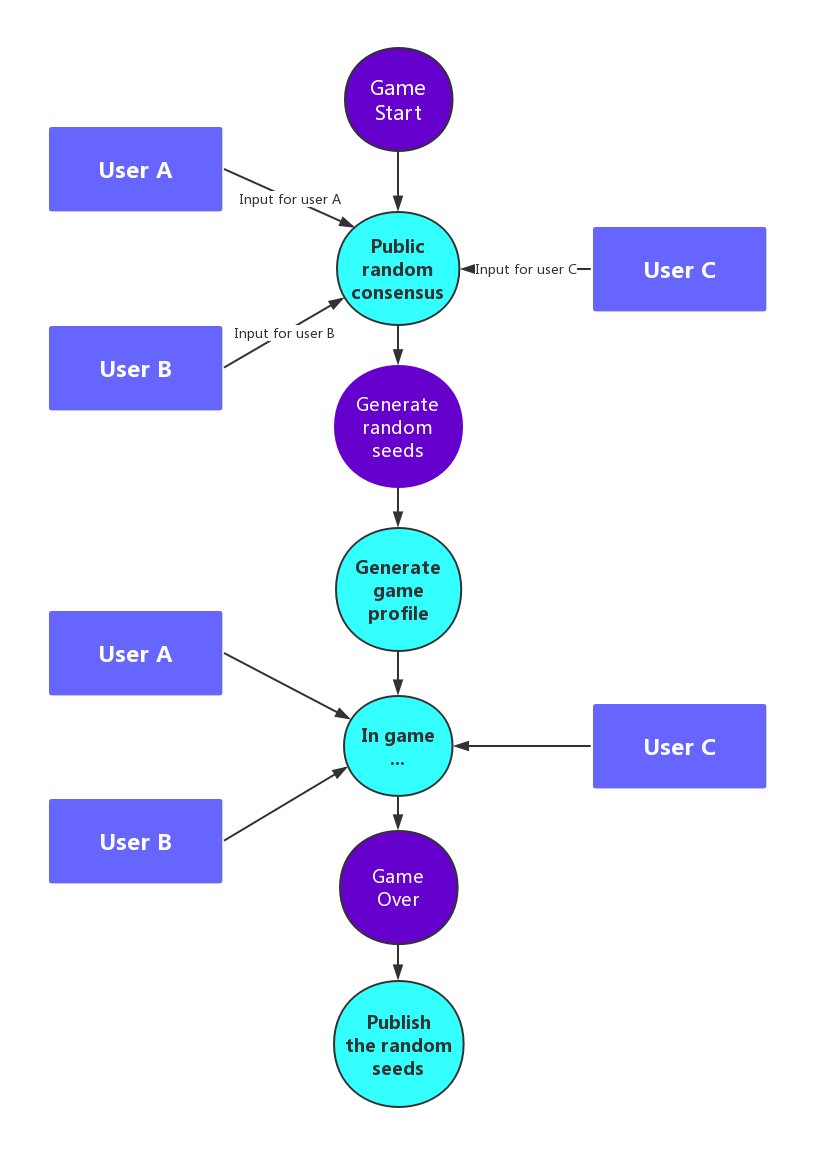 Game
Start
User A
Input for user A
Public
random
consensus
Input for user C
User C
Input for user B
User B
Generate
random
seeds
Generate
game
profile
User A
In game
...
User C
User B
Game
Over
Publish
the random
seeds